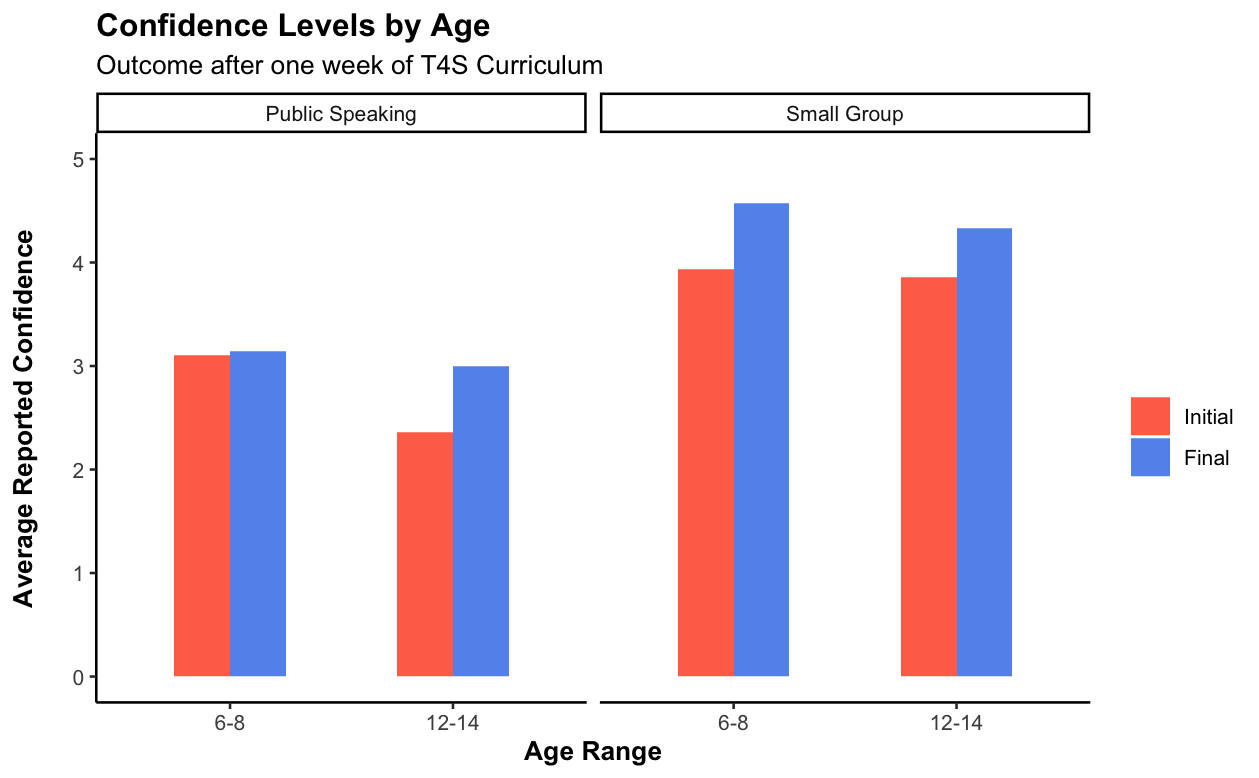 Confidence Levels by Age
Outcome after one week of T4S Curriculum
Public Speaking
Small Group
Average Reported Confidence
5
4
3
2
1
0
6-8
12-14
6-8
12-14
Age Range
Initial
Final